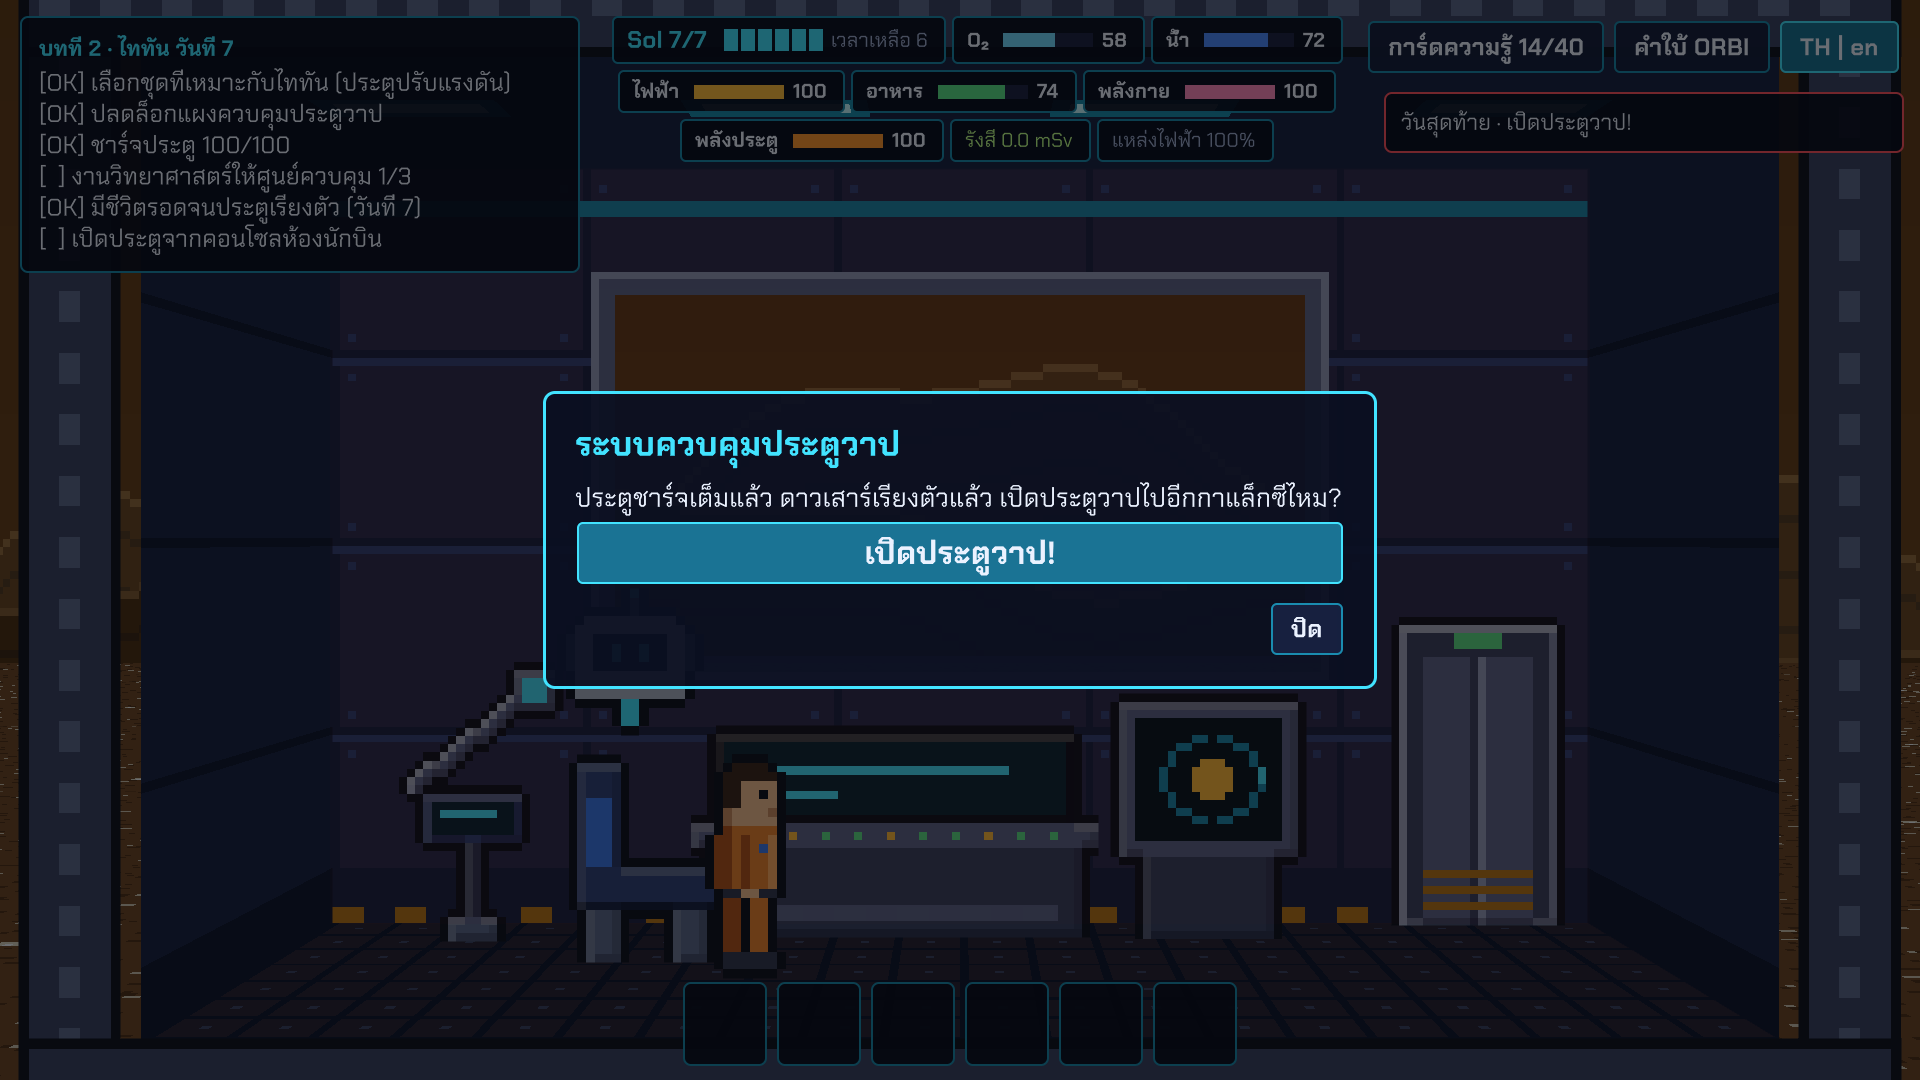 บทที่ 2 · ไททัน วันที่ 7
[OK] เลือกชุดที่เหมาะกับไททัน (ประตูปรับแรงดัน)
[OK] ปลดล็อกแผงควบคุมประตูวาป
[OK] ชาร์จประตู 100/100
[ ] งานวิทยาศาสตร์ให้ศูนย์ควบคุม 1/3
[OK] มีชีวิตรอดจนประตูเรียงตัว (วันที่ 7)
[ ] เปิดประตูจากคอนโซลห้องนักบิน
Sol 7/7 เวลาเหลือ 6
O₂ 58
น้ำ 72
ไฟฟ้า 100
อาหาร 74
พลังกาย 100
พลังประตู 100
รังสี 0.0 mSv
แหล่งไฟฟ้า 100%
การ์ดความรู้ 14/40
คำใบ้ ORBI
TH | en
วันสุดท้าย · เปิดประตูวาป!
ระบบควบคุมประตูวาป
ประตูชาร์จเต็มแล้ว ดาวเสาร์เรียงตัวแล้ว เปิดประตูวาปไปอีกกาแล็กซีไหม?
เปิดประตูวาป!
ปิด